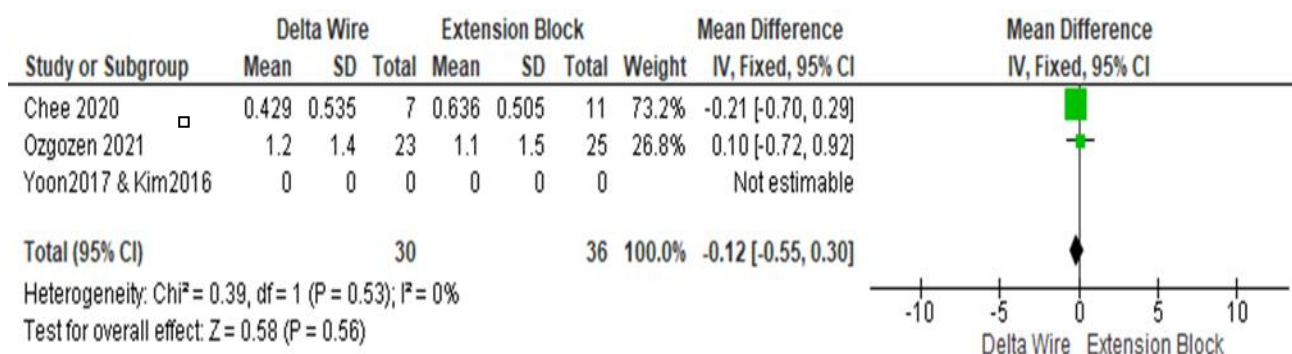 Delta Wire Extension Block Mean Difference Mean Difference
Study or Subgroup Mean SD Total Mean SD Total Weight IV, Fixed, 95% CI IV, Fixed, 95% CI
Chee 2020 0.429 0.535 7 0.636 0.505 11 73.2% -0.21 [-0.70, 0.29]
Ozgozen 2021 1.2 1.4 23 1.1 1.5 25 26.8% 0.10 [-0.72, 0.92]
Yoon2017 & Kim2016 0 0 0 0 0 0 Not estimable
Total (95% CI) 30 36 100.0% -0.12 [-0.55, 0.30]
Heterogeneity: Chi² = 0.39, df = 1 (P = 0.53); I² = 0%
Test for overall effect: Z = 0.58 (P = 0.56)
-10 -5 0 5 10
Delta Wire Extension Block